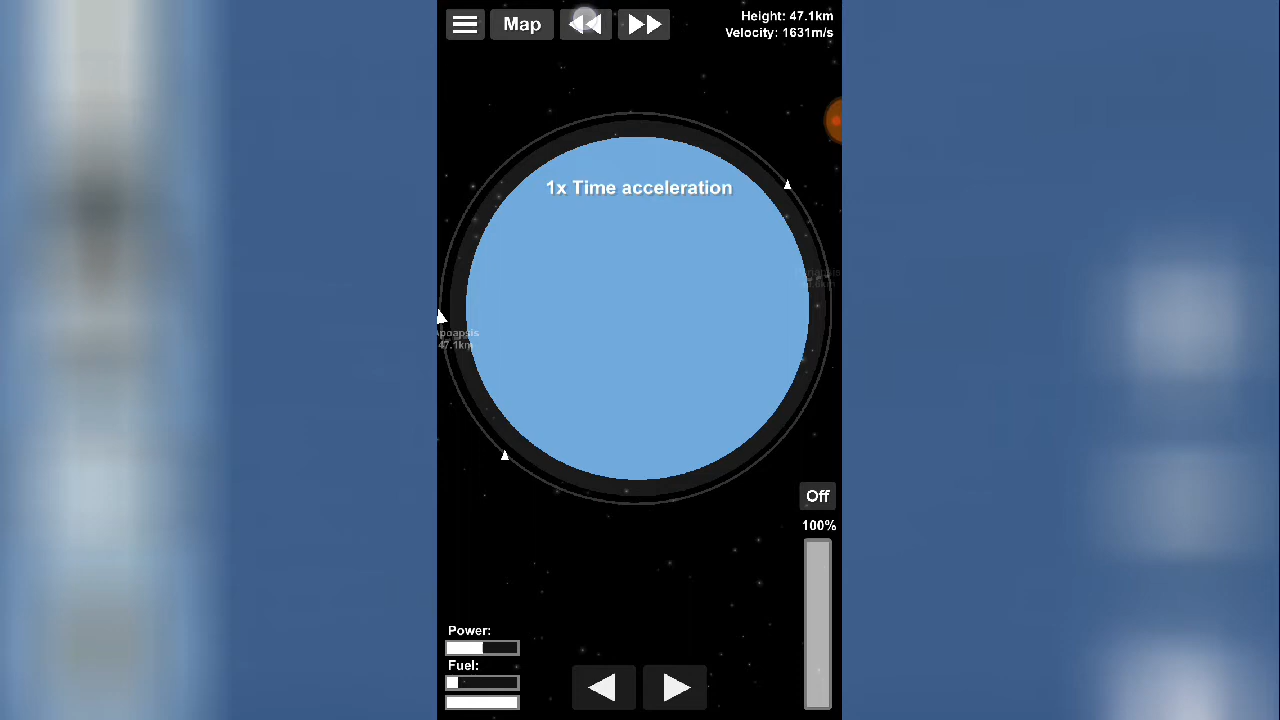 Map
Height: 47.1km
Velocity: 1631m/s
1x Time acceleration
47.1km
Off
100%
Power:
Fuel: